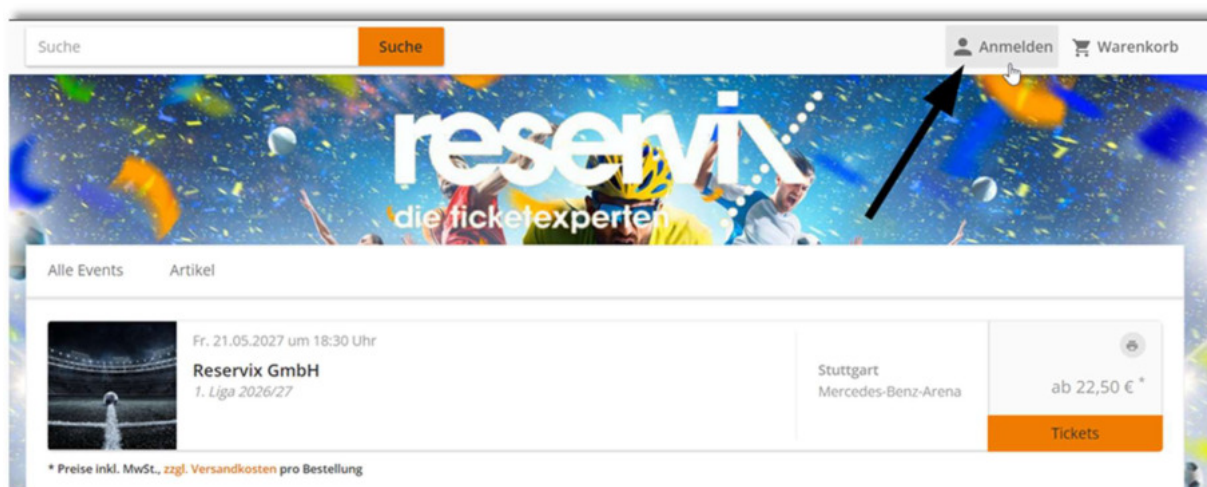 Suche
Suche
Anmelden
Warenkorb
reservix
die ticketexperten
Alle Events
Artikel
Fr. 21.05.2027 um 18:30 Uhr
Reservix GmbH
1. Liga 2026/27
Stuttgart
Mercedes-Benz-Arena
ab 22,50 € *
Tickets
* Preise inkl. MwSt., zzgl. Versandkosten pro Bestellung